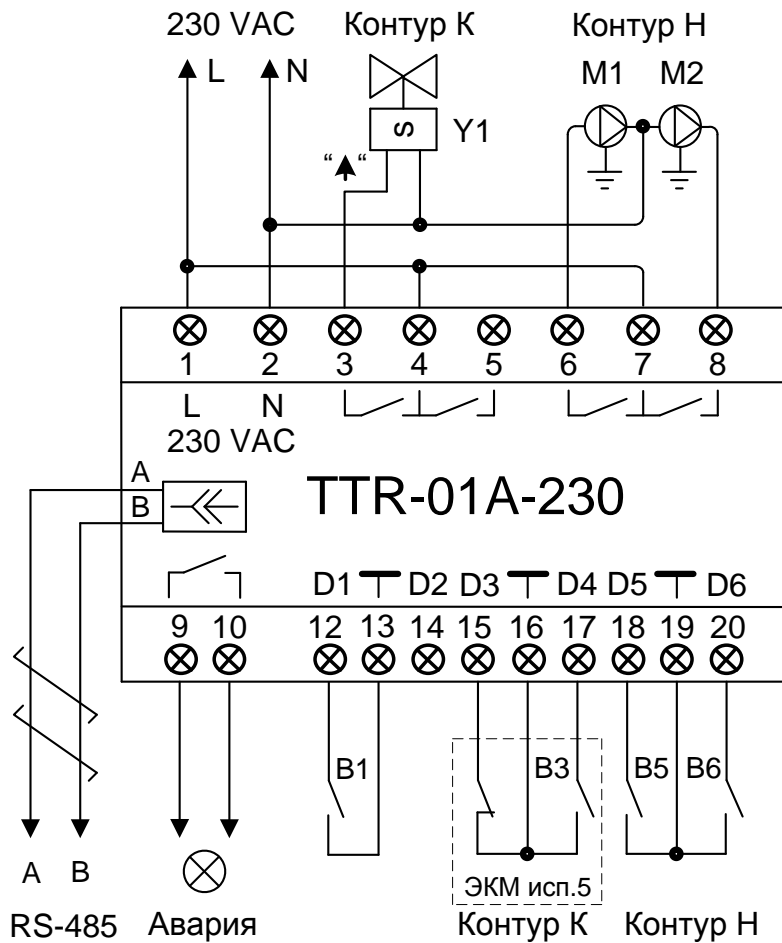 230 VAC Контур К Контур Н
L N M1 M2
S Y1
“ “
1 2 3 4 5 6 7 8
L N
230 VAC
A
B
TTR-01A-230
D1 D2 D3 D4 D5 D6
9 10 12 13 14 15 16 17 18 19 20
B1 B3 B5 B6
A B ЭКМ исп.5
RS-485 Авария Контур К Контур Н